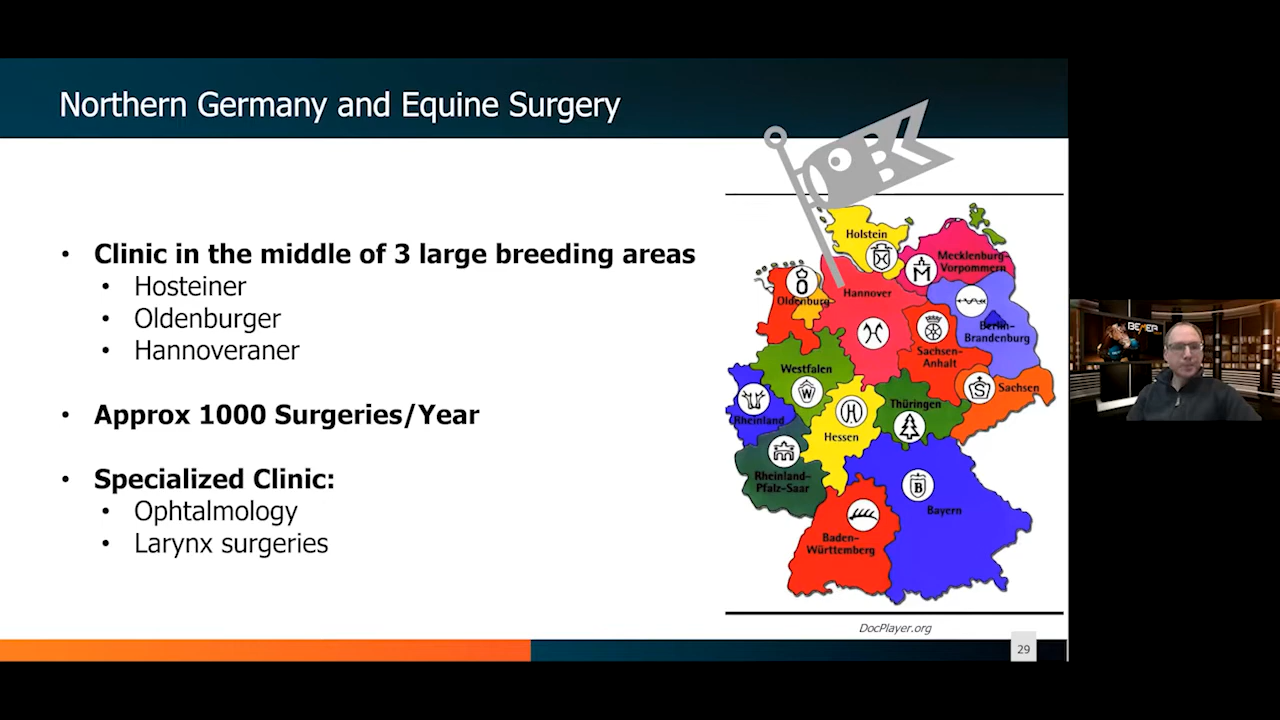 Northern Germany and Equine Surgery
• Clinic in the middle of 3 large breeding areas
• Hosteiner
• Oldenburger
• Hannoveraner
• Approx 1000 Surgeries/Year
• Specialized Clinic:
• Ophtalmology
• Larynx surgeries
BK
Holstein
Mecklenburg-
Vorpommern
Oldenburg
Hannover
Berlin-
Brandenburg
Sachsen-
Anhalt
Westfalen
W
Sachsen
S
Rheinland
Hessen
H
Thüringen
Rheinland-
Pfalz-Saar
B
Bayern
Baden-
Württemberg
DocPlayer.org
29
BEMER